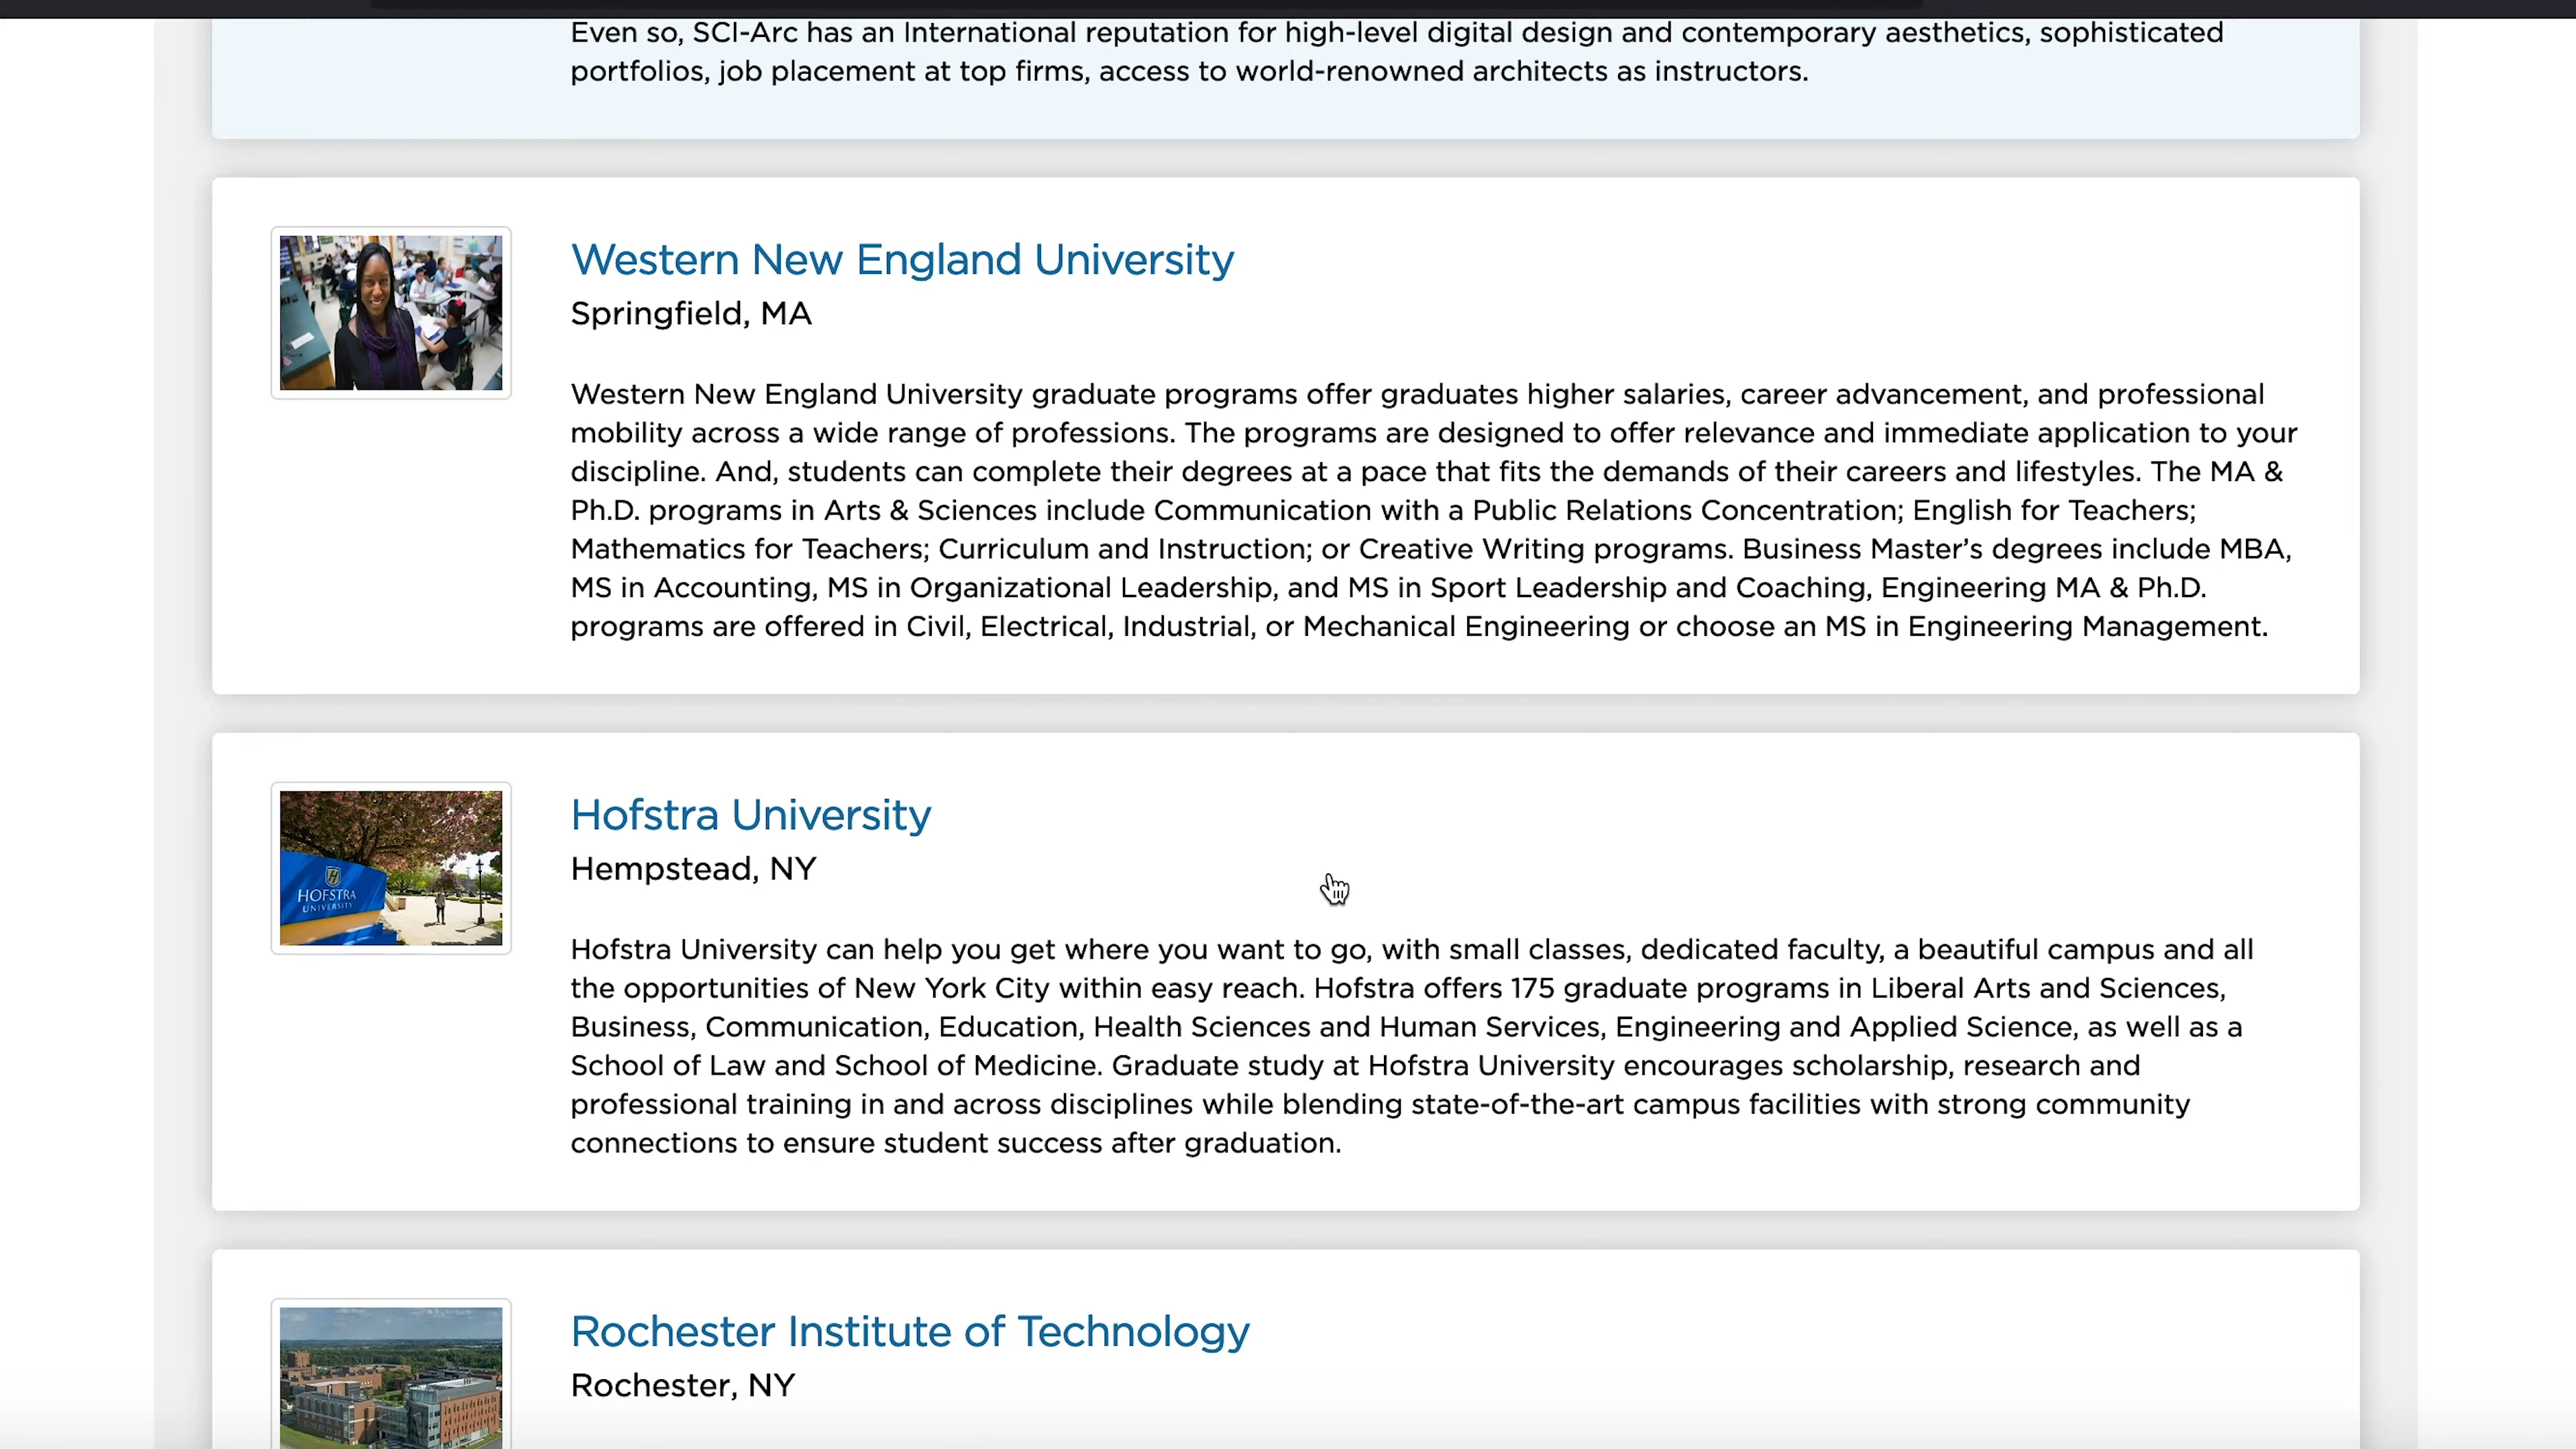 Even so, SCI-Arc has an International reputation for high-level digital design and contemporary aesthetics, sophisticated
portfolios, job placement at top firms, access to world-renowned architects as instructors.
Western New England University
Springfield, MA
Western New England University graduate programs offer graduates higher salaries, career advancement, and professional
mobility across a wide range of professions. The programs are designed to offer relevance and immediate application to your
discipline. And, students can complete their degrees at a pace that fits the demands of their careers and lifestyles. The MA &
Ph.D. programs in Arts & Sciences include Communication with a Public Relations Concentration; English for Teachers;
Mathematics for Teachers; Curriculum and Instruction; or Creative Writing programs. Business Master’s degrees include MBA,
MS in Accounting, MS in Organizational Leadership, and MS in Sport Leadership and Coaching, Engineering MA & Ph.D.
programs are offered in Civil, Electrical, Industrial, or Mechanical Engineering or choose an MS in Engineering Management.
HOFSTRA
UNIVERSITY
Hofstra University
Hempstead, NY
Hofstra University can help you get where you want to go, with small classes, dedicated faculty, a beautiful campus and all
the opportunities of New York City within easy reach. Hofstra offers 175 graduate programs in Liberal Arts and Sciences,
Business, Communication, Education, Health Sciences and Human Services, Engineering and Applied Science, as well as a
School of Law and School of Medicine. Graduate study at Hofstra University encourages scholarship, research and
professional training in and across disciplines while blending state-of-the-art campus facilities with strong community
connections to ensure student success after graduation.
Rochester Institute of Technology
Rochester, NY